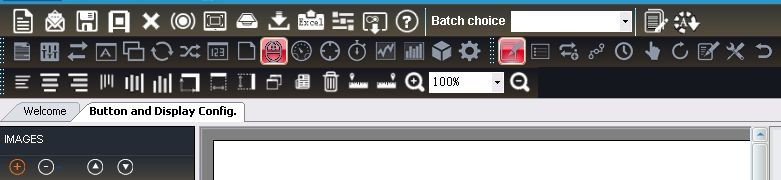 Excel Batch choice
123
100%
Welcome Button and Display Config.
IMAGES